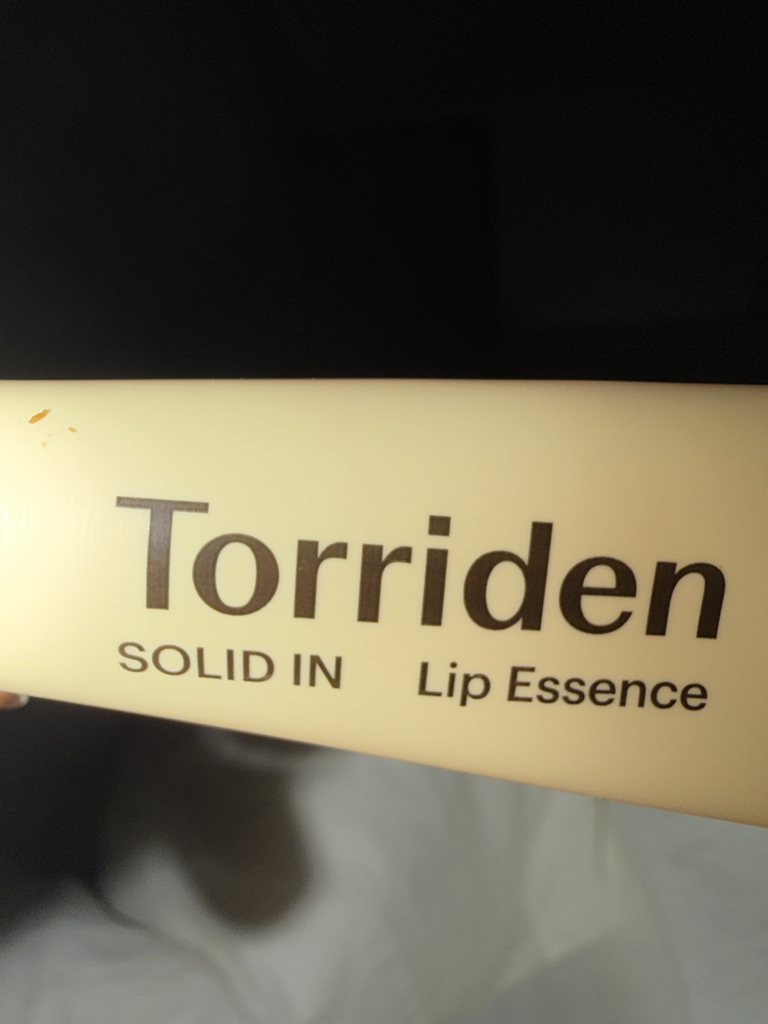 Torriden
SOLID IN Lip Essence